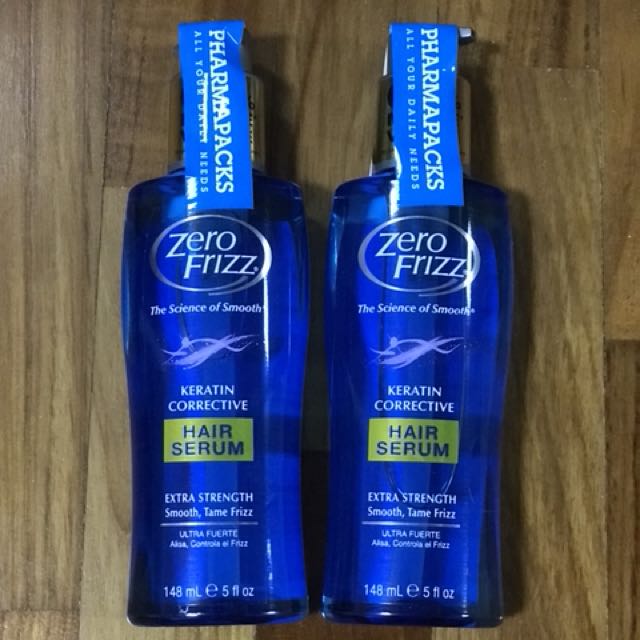 PHARMAPACKS
ALL YOUR DAILY NEEDS
Zero
Frizz®
The Science of Smooth®
KERATIN
CORRECTIVE
HAIR
SERUM
EXTRA STRENGTH
Smooth, Tame Frizz
ULTRA FUERTE
Alisa, Controla el Frizz
148 mL ℮ 5 fl oz
PHARMAPACKS
ALL YOUR DAILY NEEDS
Zero
Frizz®
The Science of Smooth®
KERATIN
CORRECTIVE
HAIR
SERUM
EXTRA STRENGTH
Smooth, Tame Frizz
ULTRA FUERTE
Alisa, Controla el Frizz
148 mL ℮ 5 fl oz